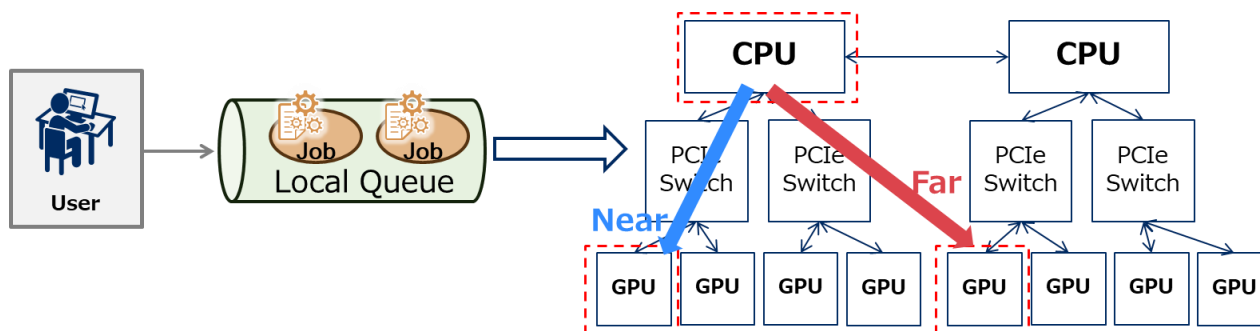 User
Job
Job
Local Queue
CPU
CPU
PCIe
Switch
PCIe
Switch
PCIe
Switch
PCIe
Switch
Near
Far
GPU
GPU
GPU
GPU
GPU
GPU
GPU
GPU